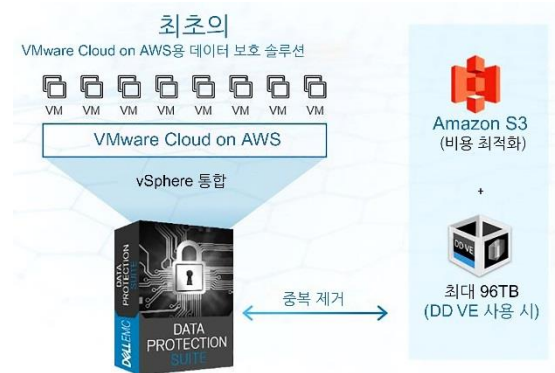 최초의
VMware Cloud on AWS용 데이터 보호 솔루션
VM VM VM VM VM VM VM VM
VMware Cloud on AWS
vSphere 통합
DATA PROTECTION SUITE
DELLEMC
DATA
PROTECTION
SUITE
중복 제거
Amazon S3
(비용 최적화)
+
DD VE
최대 96TB
(DD VE 사용 시)